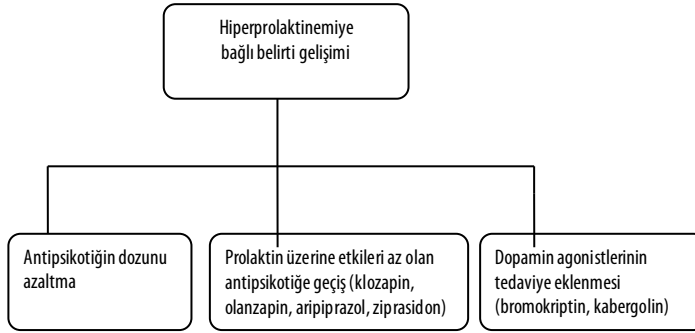 Hiperprolaktinemiye
bağlı belirti gelişimi
Antipsikotiğin dozunu
azaltma
Prolaktin üzerine etkileri az olan
antipsikotiğe geçiş (klozapin,
olanzapin, aripiprazol, ziprasidon)
Dopamin agonistlerinin
tedaviye eklenmesi
(bromokriptin, kabergolin)